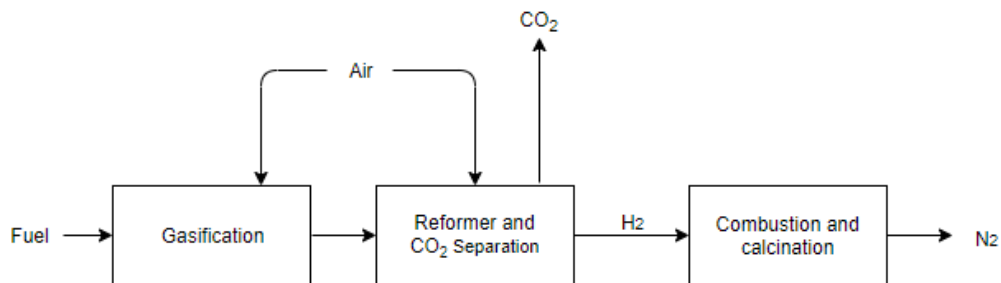 CO₂
Air
Fuel
Gasification
Reformer and
CO₂ Separation
H2
Combustion and
calcination
N2